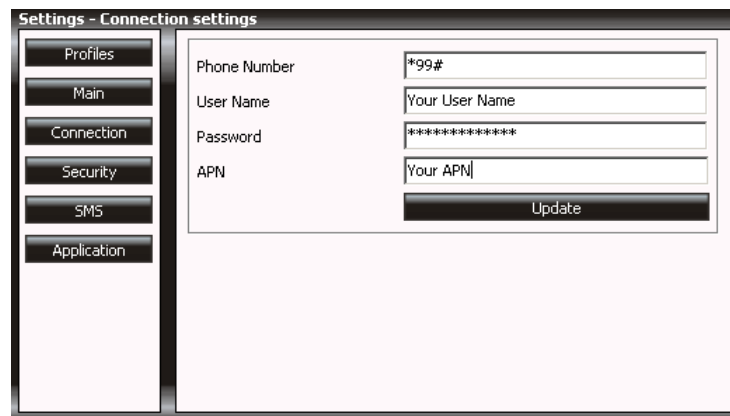 Settings - Connection settings
Profiles
Main
Connection
Security
SMS
Application
Phone Number *99#
User Name Your User Name
Password *************
APN Your APN
Update